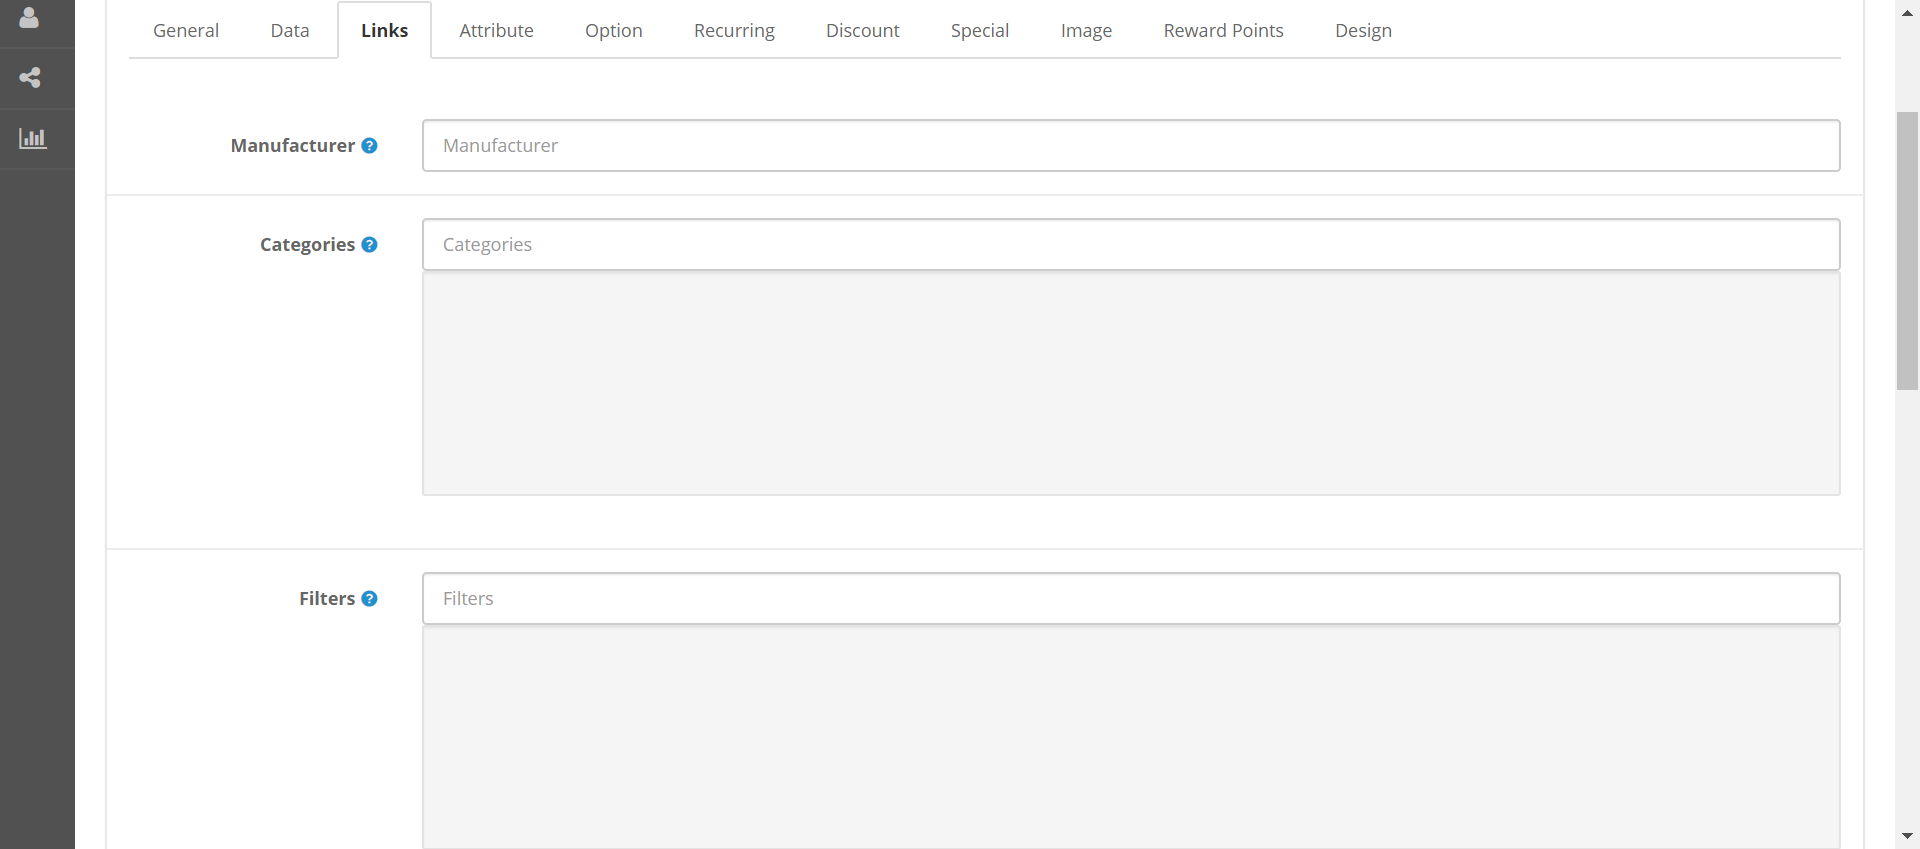 General Data Links Attribute Option Recurring Discount Special Image Reward Points Design
Manufacturer ? Manufacturer
Categories ? Categories
Filters ? Filters